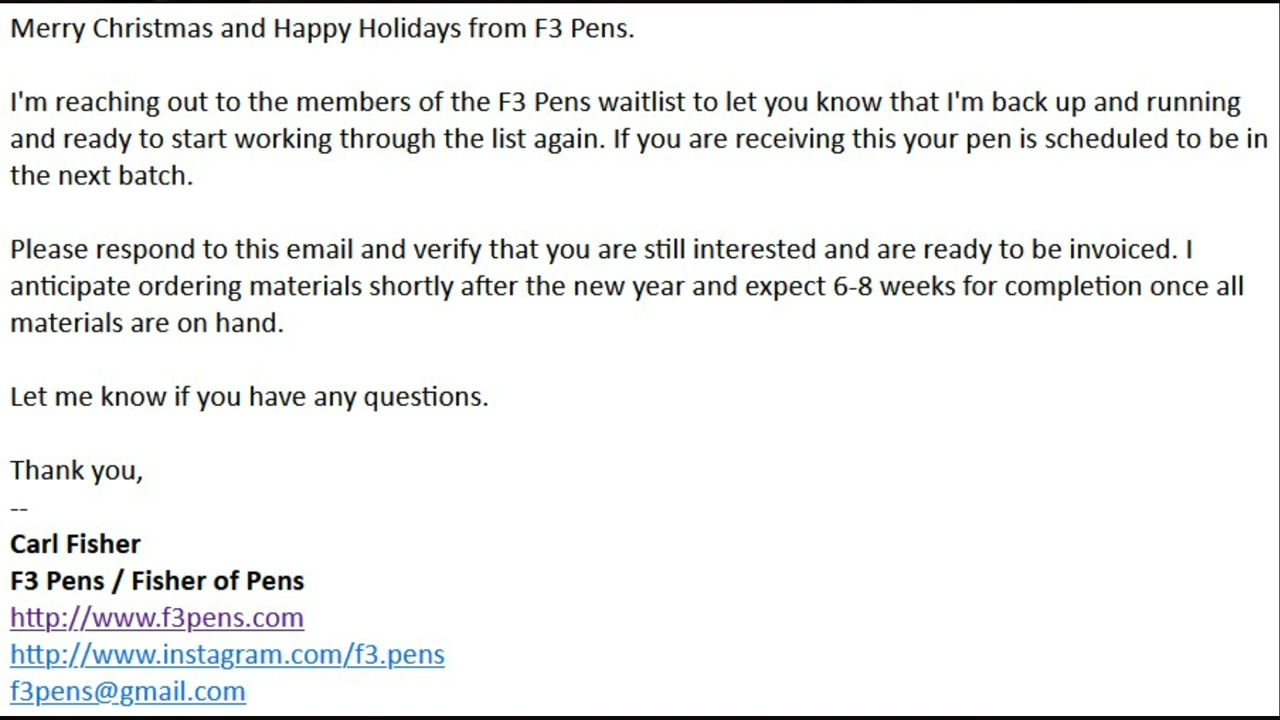 Merry Christmas and Happy Holidays from F3 Pens.
I'm reaching out to the members of the F3 Pens waitlist to let you know that I'm back up and running
and ready to start working through the list again. If you are receiving this your pen is scheduled to be in
the next batch.
Please respond to this email and verify that you are still interested and are ready to be invoiced. I
anticipate ordering materials shortly after the new year and expect 6-8 weeks for completion once all
materials are on hand.
Let me know if you have any questions.
Thank you,
--
Carl Fisher
F3 Pens / Fisher of Pens
http://www.f3pens.com
http://www.instagram.com/f3.pens
f3pens@gmail.com